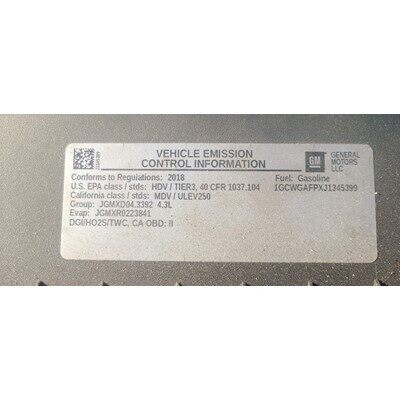 VEHICLE EMISSION
CONTROL INFORMATION
GM
GENERAL
MOTORS
LLC
Conforms to Regulations: 2018
Fuel: Gasoline
U.S. EPA class / stds: HDV / TIER3, 40 CFR 1037.104
1GCWGAFPXJ1345399
California class / stds: MDV / ULEV250
Group: JGMXD04.3392 4.3L
Evap: JGMXR0223841
DGI/HO2S/TWC, CA OBD: II